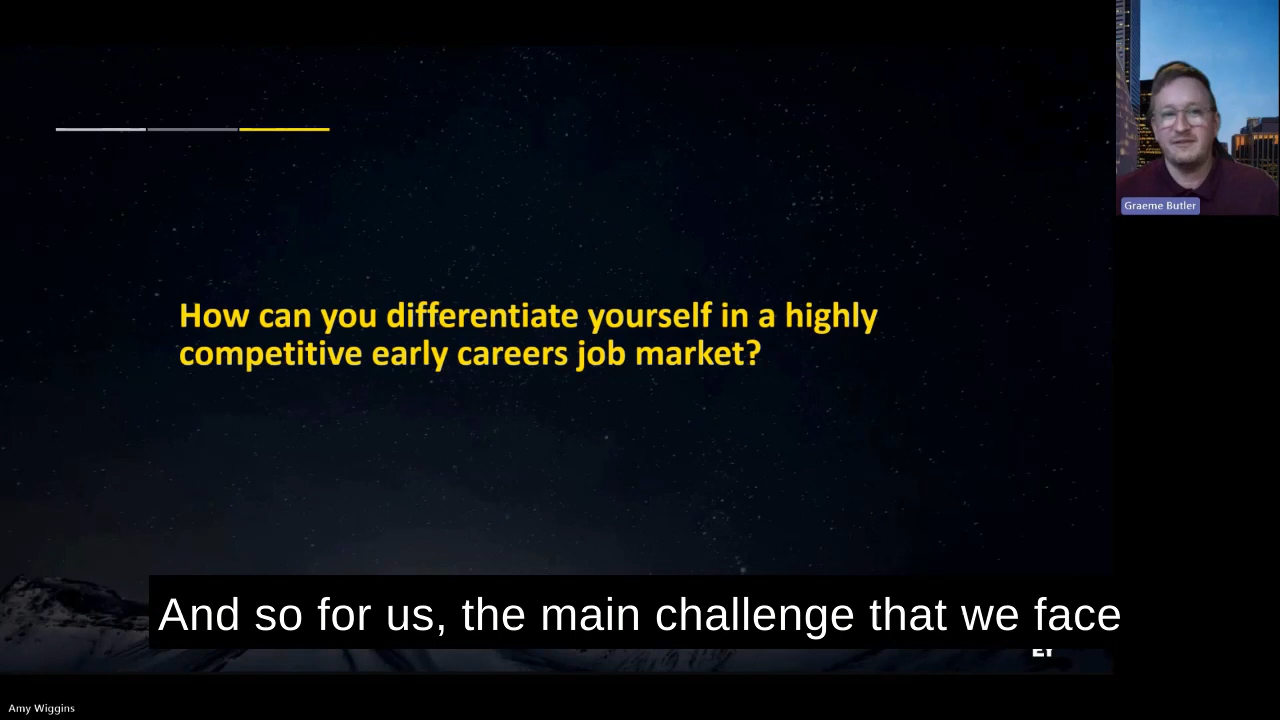 Graeme Butler
How can you differentiate yourself in a highly
competitive early careers job market?
And so for us, the main challenge that we face
EY
Amy Wiggins